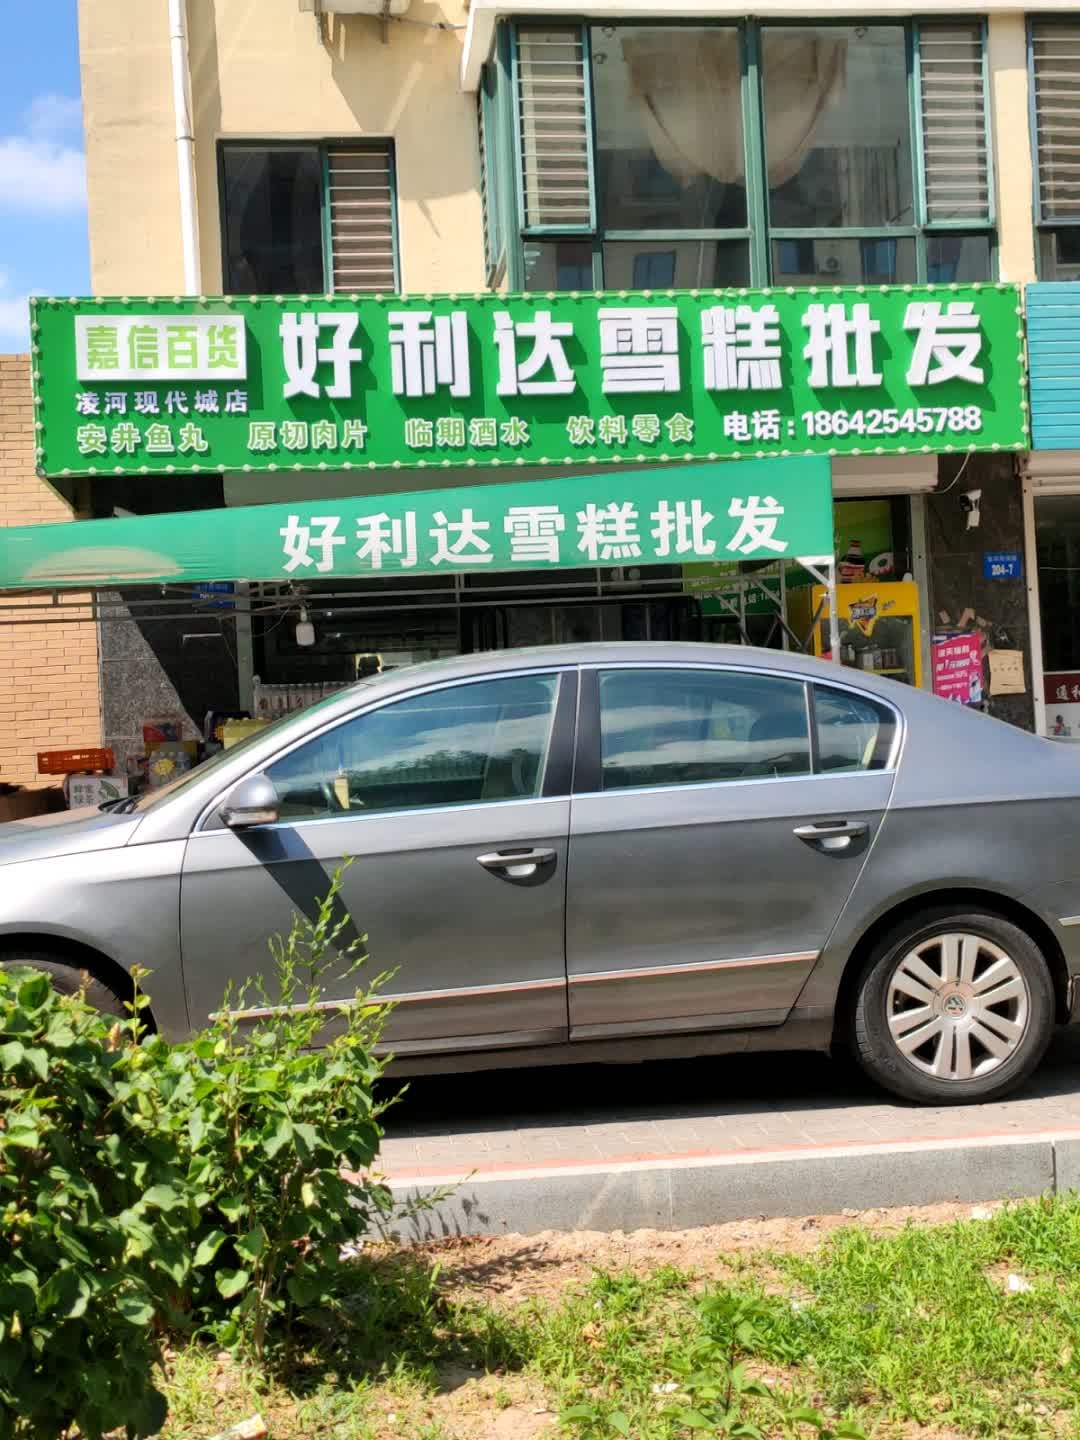 嘉信百货
好利达雪糕批发
凌河现代城店
安井鱼丸 原切肉片 临期酒水 饮料零食 电话:18642545788
好利达雪糕批发
204-7